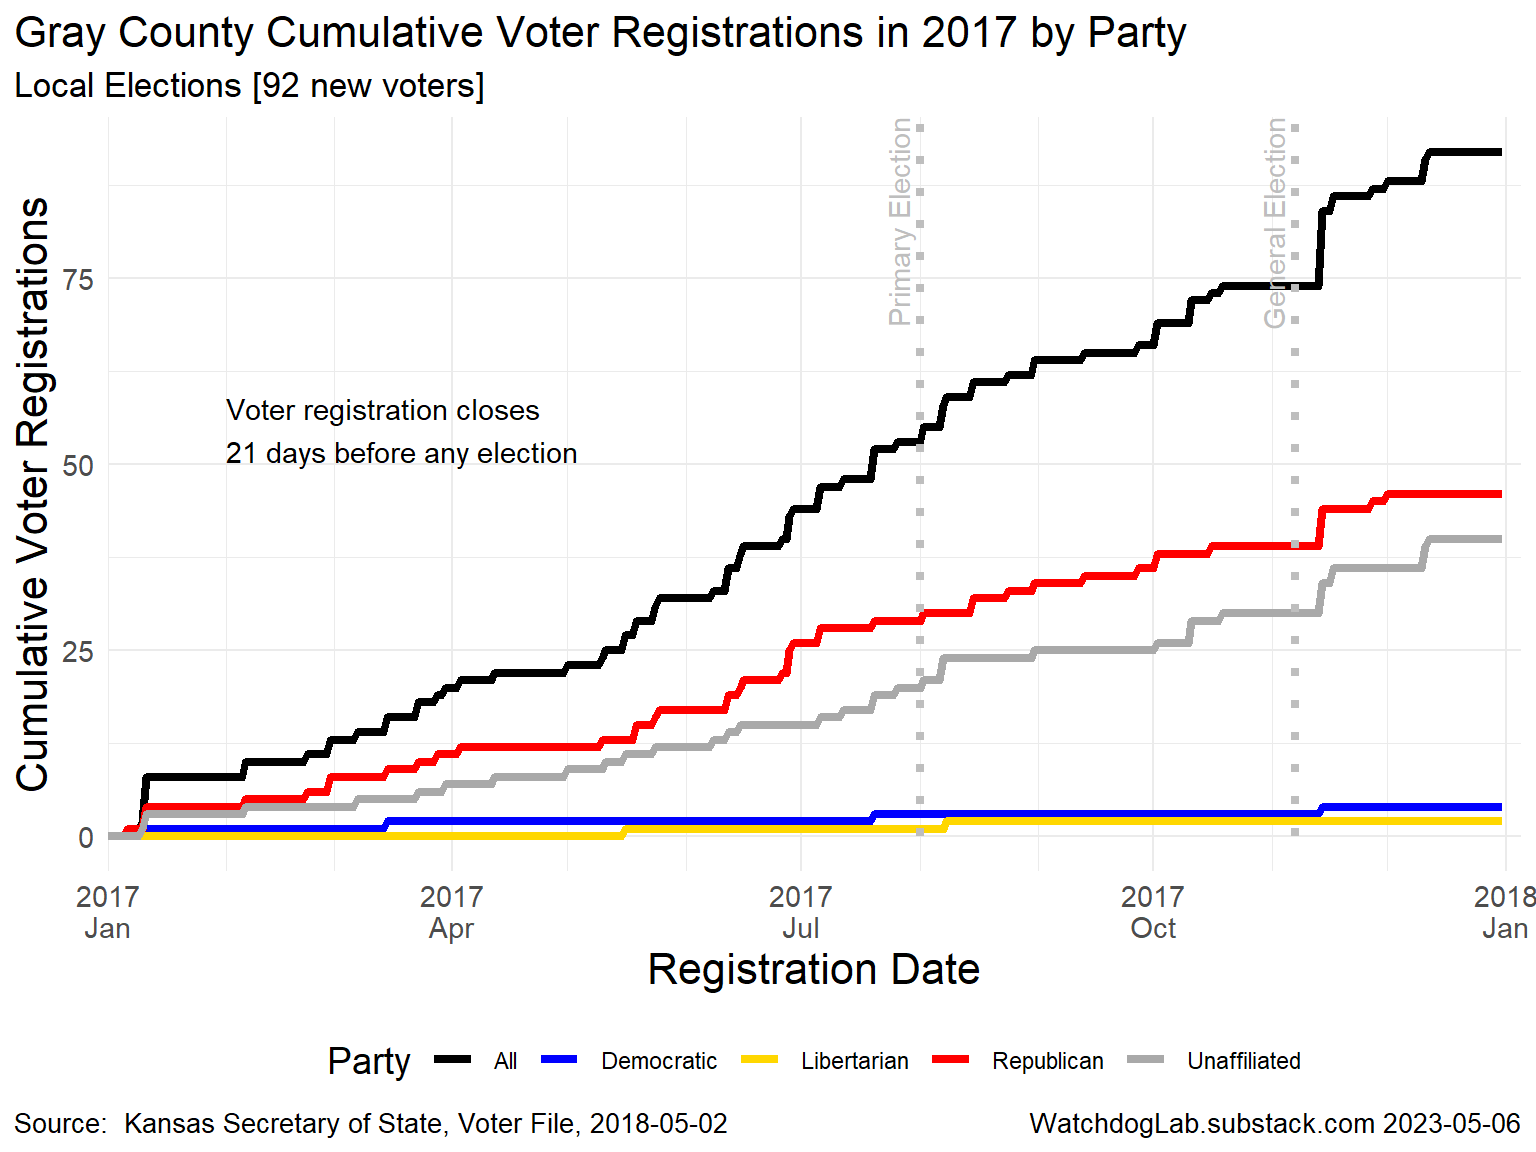 Gray County Cumulative Voter Registrations in 2017 by Party
Local Elections [92 new voters]
Cumulative Voter Registrations
75
50
25
0
Primary Election
General Election
Voter registration closes
21 days before any election
2017 2017 2017 2017 2018
Jan Apr Jul Oct Jan
Registration Date
Party All Democratic Libertarian Republican Unaffiliated
Source:  Kansas Secretary of State, Voter File, 2018-05-02
WatchdogLab.substack.com 2023-05-06